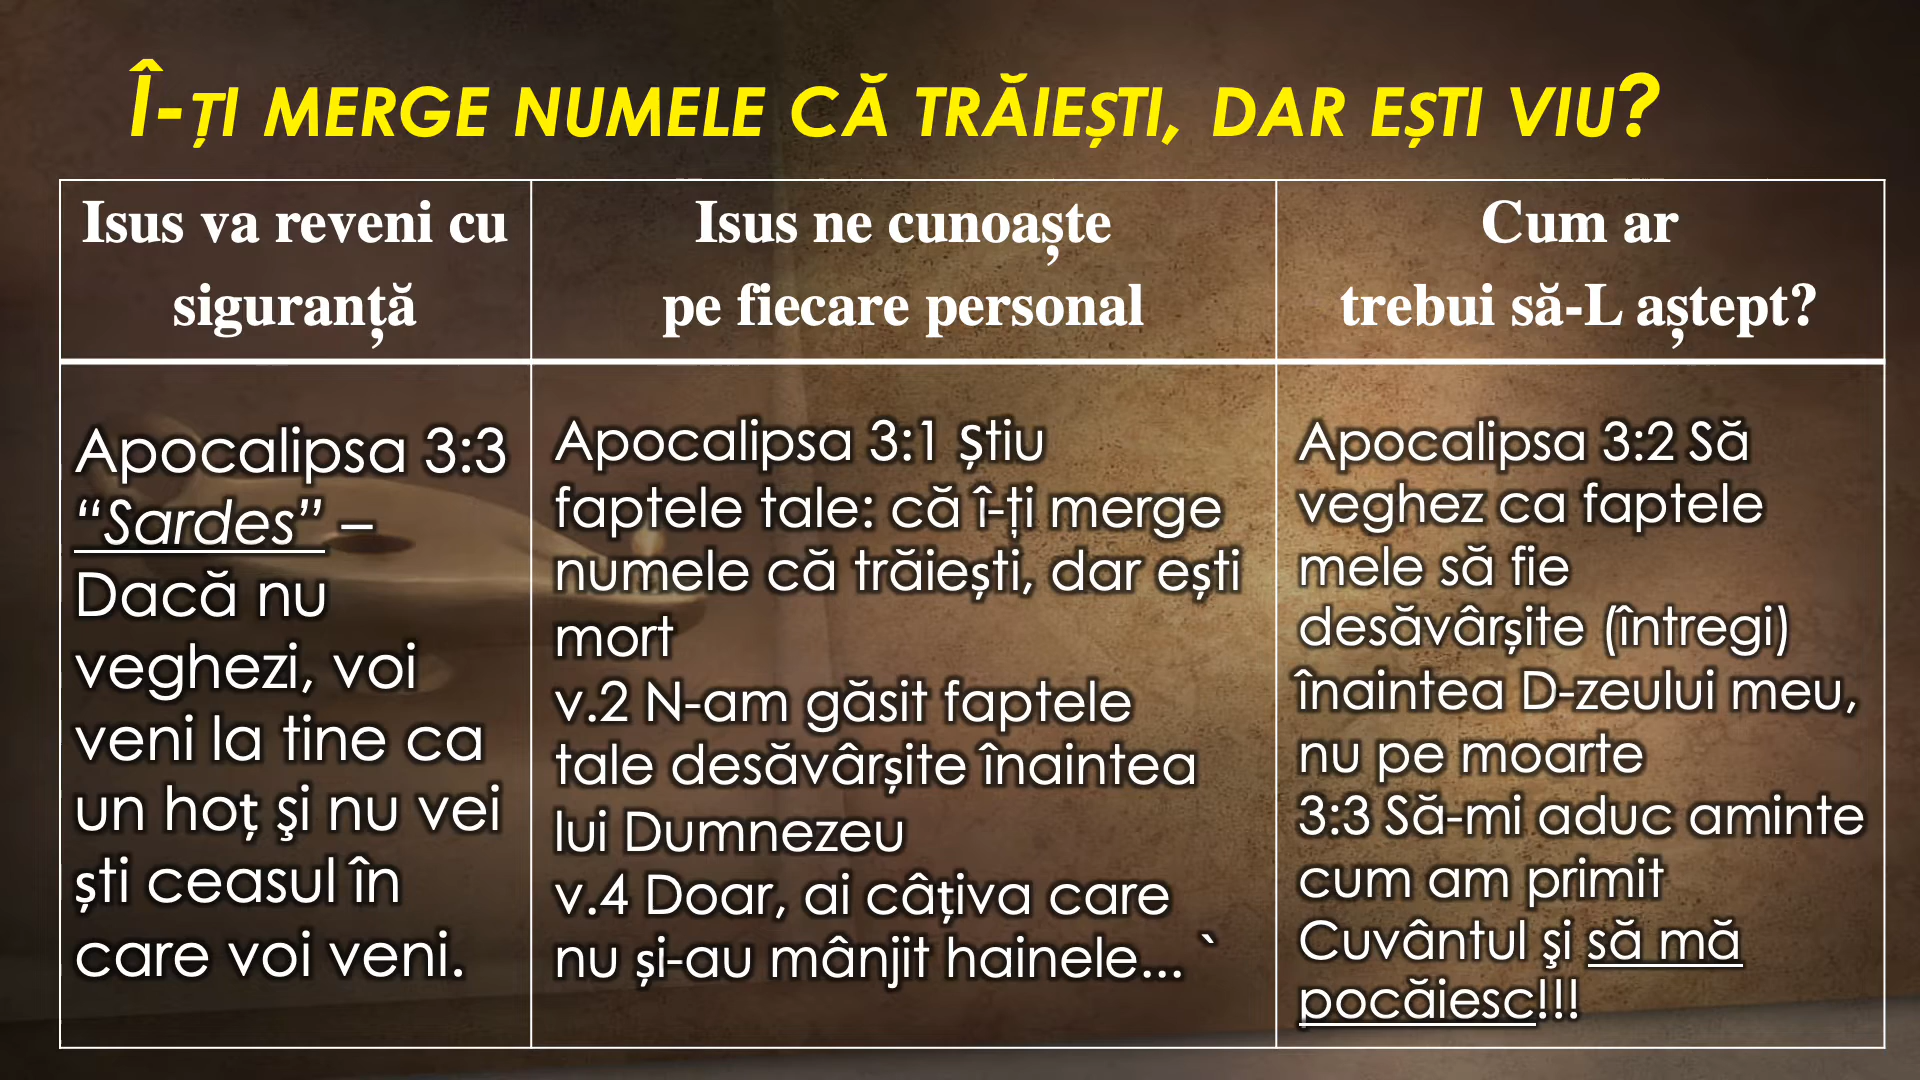 Î-ȚI MERGE NUMELE CĂ TRĂIEȘTI, DAR EȘTI VIU?
Isus va reveni cu
siguranță
Isus ne cunoaște
pe fiecare personal
Cum ar
trebui să-L aștept?
Apocalipsa 3:3
“Sardes” –
Dacă nu
veghezi, voi
veni la tine ca
un hoț şi nu vei
ști ceasul în
care voi veni.
Apocalipsa 3:1 Știu
faptele tale: că î-ți merge
numele că trăiești, dar ești
mort
v.2 N-am găsit faptele
tale desăvârșite înaintea
lui Dumnezeu
v.4 Doar, ai câțiva care
nu și-au mânjit hainele... `
Apocalipsa 3:2 Să
veghez ca faptele
mele să fie
desăvârșite (întregi)
înaintea D-zeului meu,
nu pe moarte
3:3 Să-mi aduc aminte
cum am primit
Cuvântul şi să mă
pocăiesc!!!